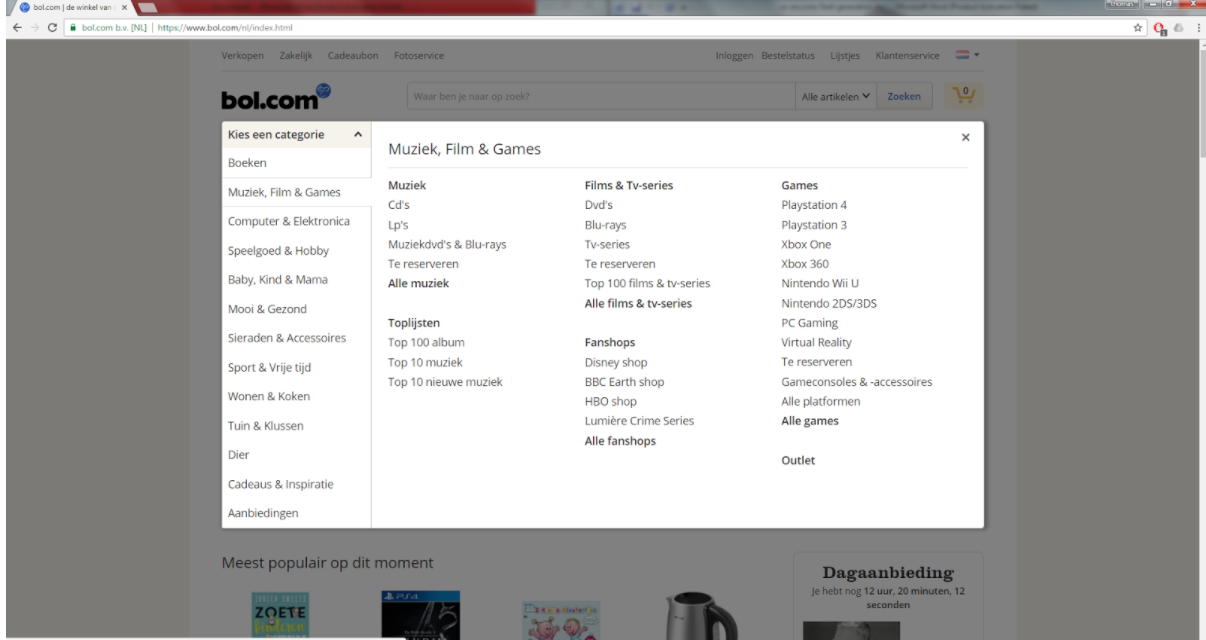 bol.com | de winkel van
thomas
bol.com b.v. [NL] | https://www.bol.com/nl/index.html
Verkopen Zakelijk Cadeaubon Fotoservice Inloggen Bestelstatus Lijstjes Klantenservice
bol.com Waar ben je naar op zoek? Alle artikelen Zoeken 0
Kies een categorie
Boeken
Muziek, Film & Games
Computer & Elektronica
Speelgoed & Hobby
Baby, Kind & Mama
Mooi & Gezond
Sieraden & Accessoires
Sport & Vrije tijd
Wonen & Koken
Tuin & Klussen
Dier
Cadeaus & Inspiratie
Aanbiedingen
Muziek, Film & Games
Muziek
Cd's
Lp's
Muziekdvd's & Blu-rays
Te reserveren
Alle muziek
Toplijsten
Top 100 album
Top 10 muziek
Top 10 nieuwe muziek
Films & Tv-series
Dvd's
Blu-rays
Tv-series
Te reserveren
Top 100 films & tv-series
Alle films & tv-series
Fanshops
Disney shop
BBC Earth shop
HBO shop
Lumière Crime Series
Alle fanshops
Games
Playstation 4
Playstation 3
Xbox One
Xbox 360
Nintendo Wii U
Nintendo 2DS/3DS
PC Gaming
Virtual Reality
Te reserveren
Gameconsoles & -accessoires
Alle platformen
Alle games
Outlet
Meest populair op dit moment
ZOETE
kinderen
PS4
Dagaanbieding
Je hebt nog 12 uur, 20 minuten, 12
seconden